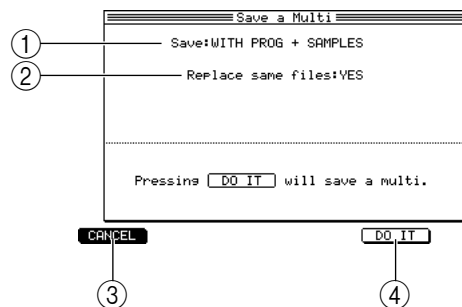 Save a Multi
1 Save:WITH PROG + SAMPLES
2 Replace same files:YES
Pressing DO IT will save a multi.
CANCEL DO IT
3 4